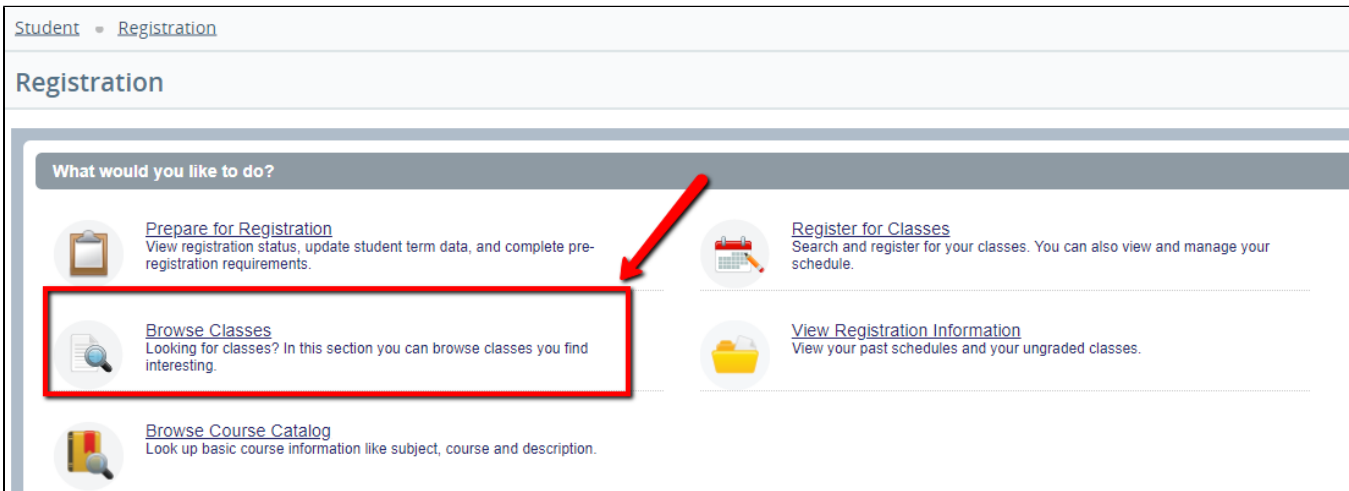 Student • Registration
Registration
What would you like to do?
Prepare for Registration
View registration status, update student term data, and complete pre-
registration requirements.
Register for Classes
Search and register for your classes. You can also view and manage your
schedule.
Browse Classes
Looking for classes? In this section you can browse classes you find
interesting.
View Registration Information
View your past schedules and your ungraded classes.
Browse Course Catalog
Look up basic course information like subject, course and description.